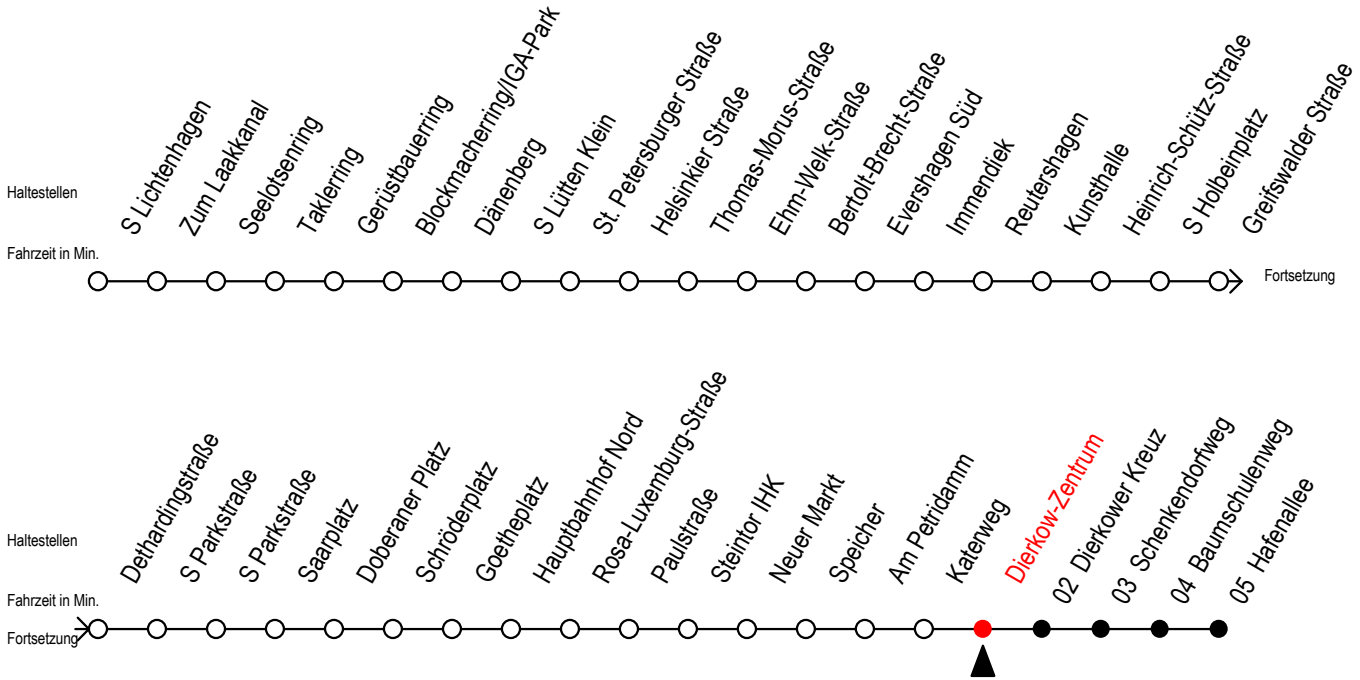 Haltestellen
S Lichtenhagen
Zum Laakkanal
Seelotsenring
Taklerring
Gerüstbauerring
Blockmacherring/IGA-Park
Dänenberg
S Lütten Klein
St. Petersburger Straße
Helsinkier Straße
Thomas-Morus-Straße
Ehm-Welk-Straße
Bertolt-Brecht-Straße
Evershagen Süd
Immendiek
Reutershagen
Kunsthalle
Heinrich-Schütz-Straße
S Holbeinplatz
Greifswalder Straße
Fahrzeit in Min.
Fortsetzung
Haltestellen
Dethardingstraße
S Parkstraße
S Parkstraße
Saarplatz
Doberaner Platz
Schröderplatz
Goetheplatz
Hauptbahnhof Nord
Rosa-Luxemburg-Straße
Paulstraße
Steintor IHK
Neuer Markt
Speicher
Am Petridamm
Katenweg
Dierkow-Zentrum
02 Dierkower Kreuz
03 Schenkendorfweg
04 Baumschulenweg
05 Hafenallee
Fahrzeit in Min.
Fortsetzung